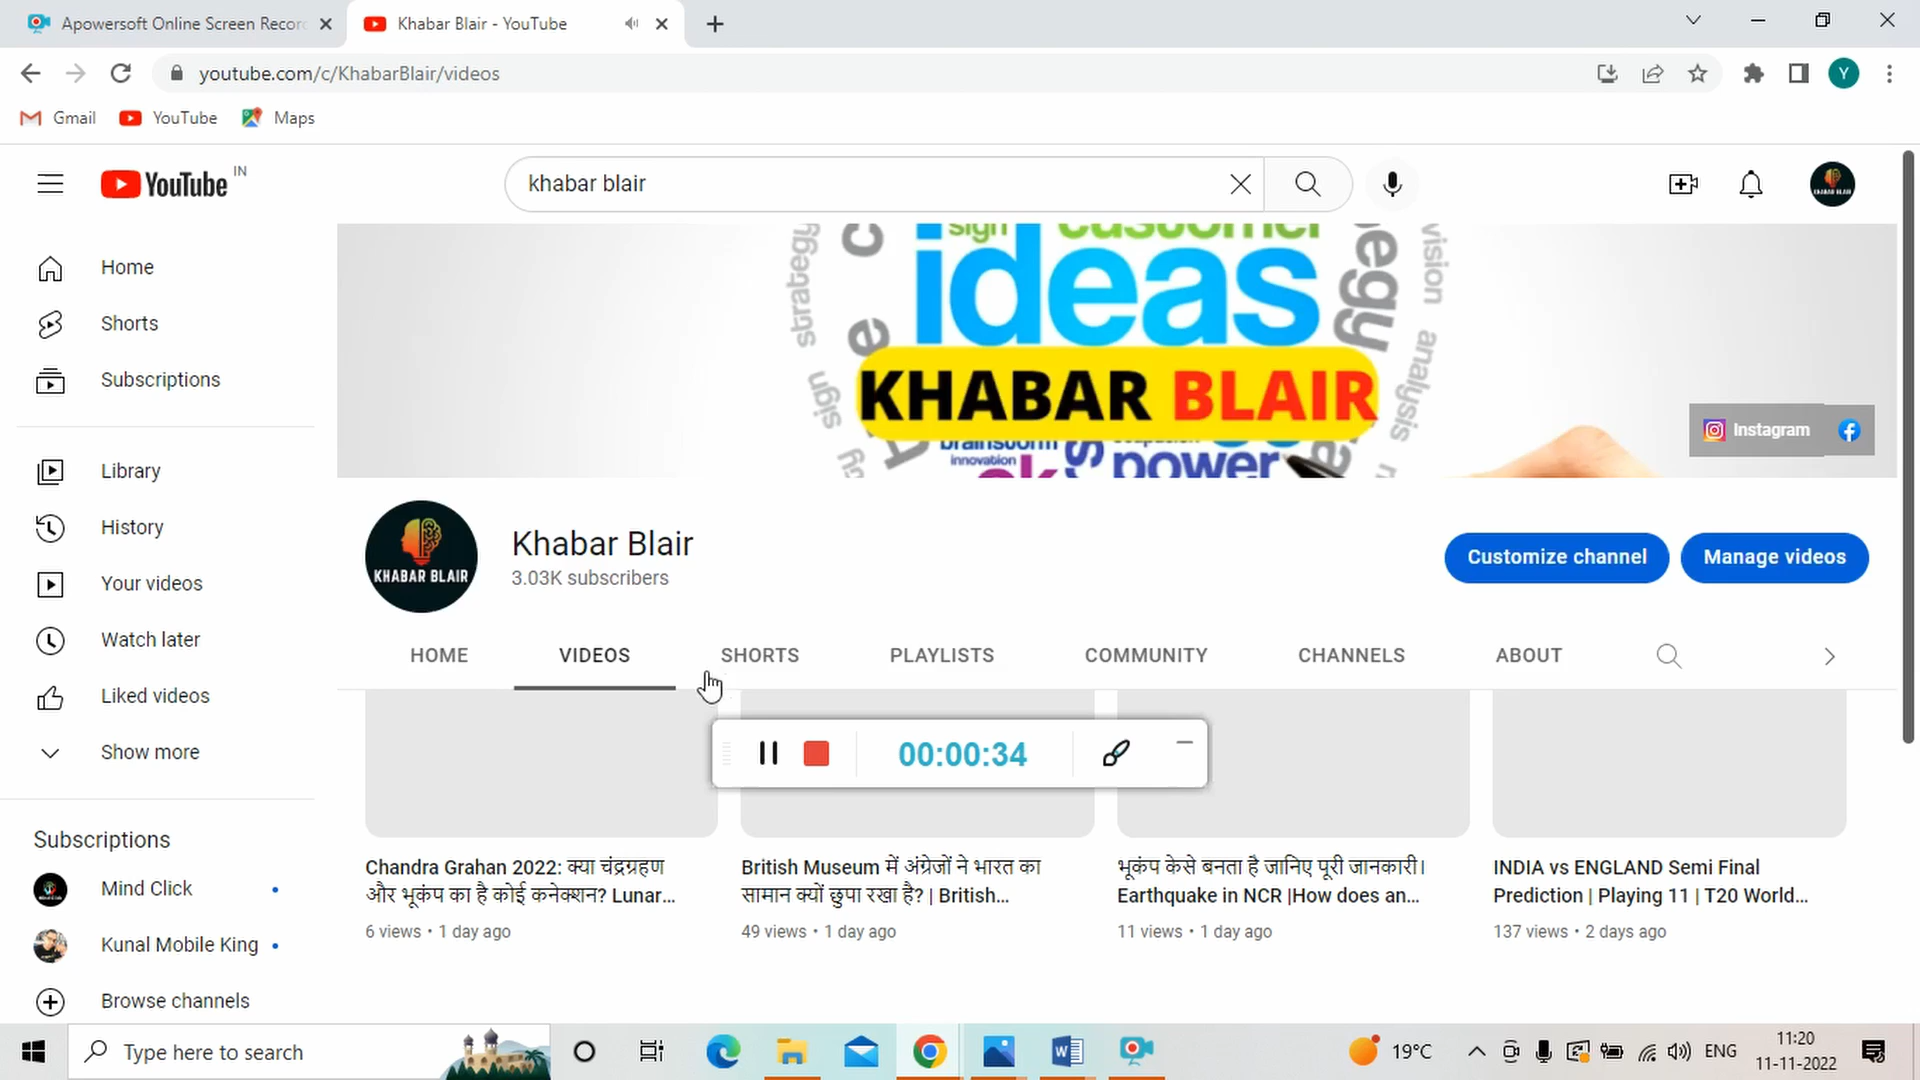 Apowersoft Online Screen Recor
Khabar Blair - YouTube
youtube.com/c/KhabarBlair/videos
Y
Gmail
YouTube
Maps
YouTube IN
khabar blair
Home
Shorts
Subscriptions
Library
History
Your videos
Watch later
Liked videos
Show more
Subscriptions
Mind Click
Kunal Mobile King
Browse channels
sign customer
ideas
strategy
vision
analysis
sign
egy
KHABAR BLAIR
brainstorm
innovation
power
Instagram
KHABAR BLAIR
Khabar Blair
3.03K subscribers
Customize channel
Manage videos
HOME
VIDEOS
SHORTS
PLAYLISTS
COMMUNITY
CHANNELS
ABOUT
00:00:34
Chandra Grahan 2022: क्या चंद्रग्रहण
और भूकंप का है कोई कनेक्शन? Lunar...
6 views • 1 day ago
British Museum में अंग्रेजों ने भारत का
सामान क्यों छुपा रखा है? | British...
49 views • 1 day ago
भूकंप केसे बनता है जानिए पूरी जानकारी।
Earthquake in NCR |How does an...
11 views • 1 day ago
INDIA vs ENGLAND Semi Final
Prediction | Playing 11 | T20 World...
137 views • 2 days ago
Type here to search
19°C
ENG
11:20
11-11-2022